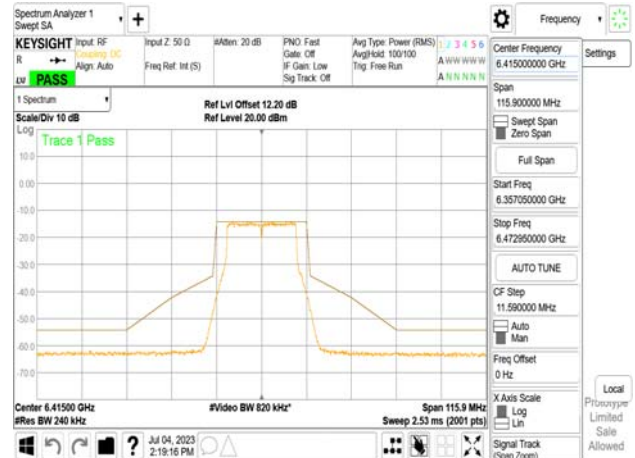 Spectrum Analyzer 1
Swept SA
+
Frequency
KEYSIGHT
R
LV PASS
Input: RF
Coupling: DC
Align: Auto
Input Z: 50 Ω
Freq Ref: Int (S)
#Atten: 20 dB
PNO: Fast
Gate: Off
IF Gain: Low
Sig Track: Off
Avg Type: Power (RMS)
Avg|Hold: 100/100
Trig: Free Run
1 2 3 4 5 6
A W W W W W
A N N N N N
1 Spectrum
Scale/Div 10 dB
Ref Lvl Offset 12.20 dB
Ref Level 20.00 dBm
Log
Trace 1 Pass
10.0
0.00
-10.0
-20.0
-30.0
-40.0
-50.0
-60.0
-70.0
Center 6.41500 GHz
#Res BW 240 kHz
#Video BW 820 kHz*
Span 115.9 MHz
Sweep 2.53 ms (2001 pts)
Jul 04, 2023
2:19:16 PM
Center Frequency
6.415000000 GHz
Settings
Span
115.900000 MHz
Swept Span
Zero Span
Full Span
Start Freq
6.357050000 GHz
Stop Freq
6.472950000 GHz
AUTO TUNE
CF Step
11.590000 MHz
Auto
Man
Freq Offset
0 Hz
X Axis Scale
Log
Lin
Signal Track
(Span Zoom)
Local
Prototype
Limited
Sale
Allowed